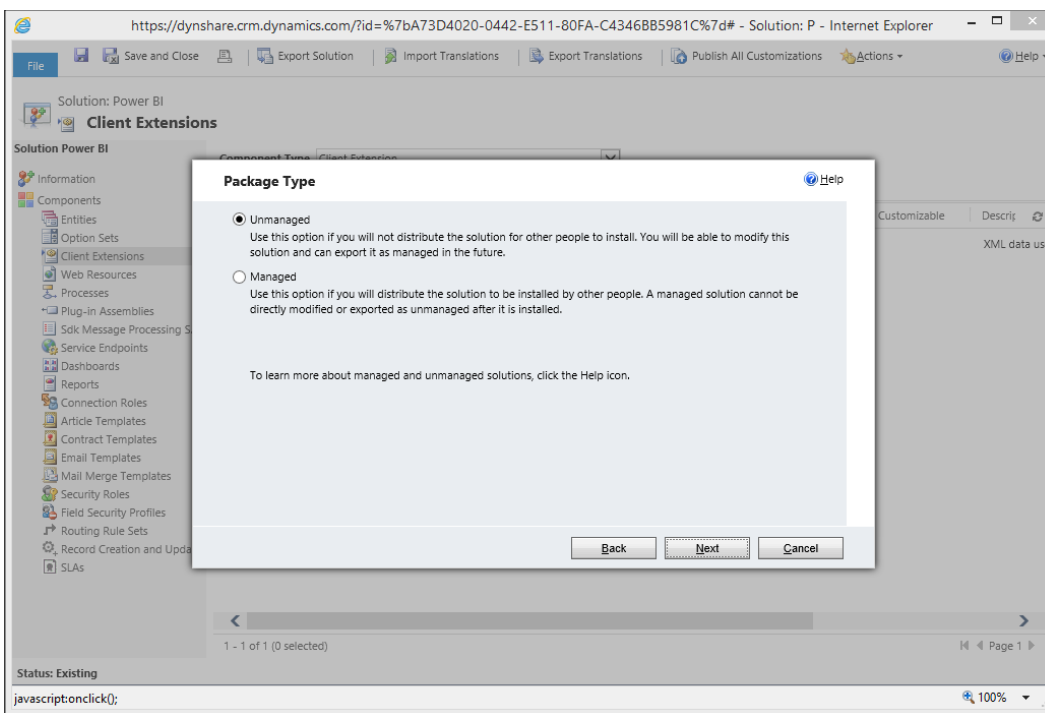 https://dynshare.crm.dynamics.com/?id=%7bA73D4020-0442-E511-80FA-C4346BB5981C%7d# - Solution: P - Internet Explorer
File
Save and Close
Export Solution
Import Translations
Export Translations
Publish All Customizations
Actions
Help
Solution: Power BI
Client Extensions
Solution Power BI
Information
Components
Entities
Option Sets
Client Extensions
Web Resources
Processes
Plug-in Assemblies
Sdk Message Processing S
Service Endpoints
Dashboards
Reports
Connection Roles
Article Templates
Contract Templates
Email Templates
Mail Merge Templates
Security Roles
Field Security Profiles
Routing Rule Sets
Record Creation and Upda
SLAs
Component Type Client Extension
Customizable
Descrip
XML data us
Package Type
Help
Unmanaged
Use this option if you will not distribute the solution for other people to install. You will be able to modify this
solution and can export it as managed in the future.
Managed
Use this option if you will distribute the solution to be installed by other people. A managed solution cannot be
directly modified or exported as unmanaged after it is installed.
To learn more about managed and unmanaged solutions, click the Help icon.
Back
Next
Cancel
1 - 1 of 1 (0 selected)
Page 1
Status: Existing
javascript:onclick();
100%